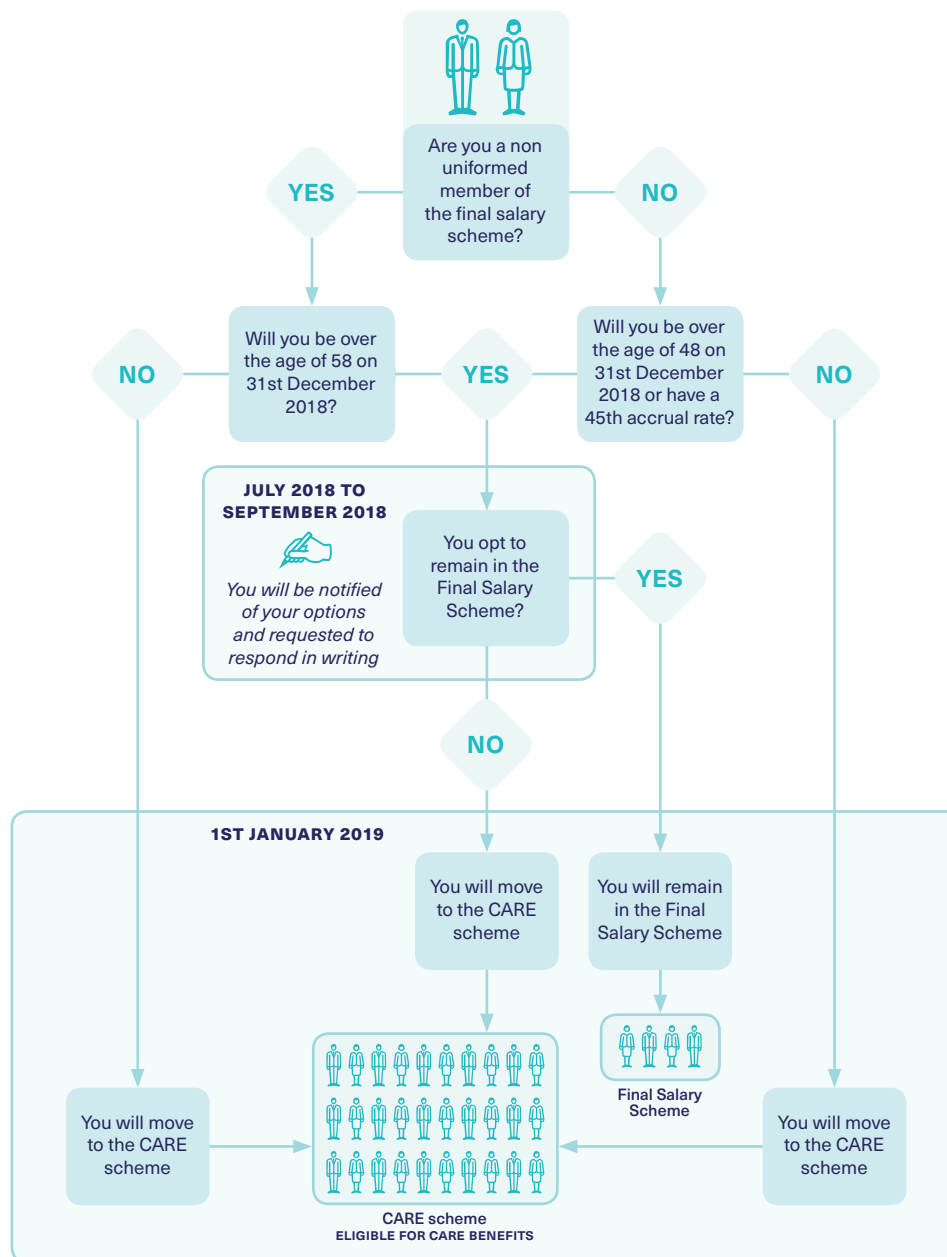 Are you a non
uniformed
member of
the final salary
scheme?
YES
NO
NO
Will you be over
the age of 58 on
31st December
2018?
YES
Will you be over
the age of 48 on
31st December
2018 or have a
45th accrual rate?
NO
JULY 2018 TO
SEPTEMBER 2018
You will be notified
of your options
and requested to
respond in writing
You opt to
remain in the
Final Salary
Scheme?
YES
NO
1ST JANUARY 2019
You will move
to the CARE
scheme
You will remain
in the Final
Salary Scheme
Final Salary
Scheme
You will move
to the CARE
scheme
You will move
to the CARE
scheme
CARE scheme
ELIGIBLE FOR CARE BENEFITS